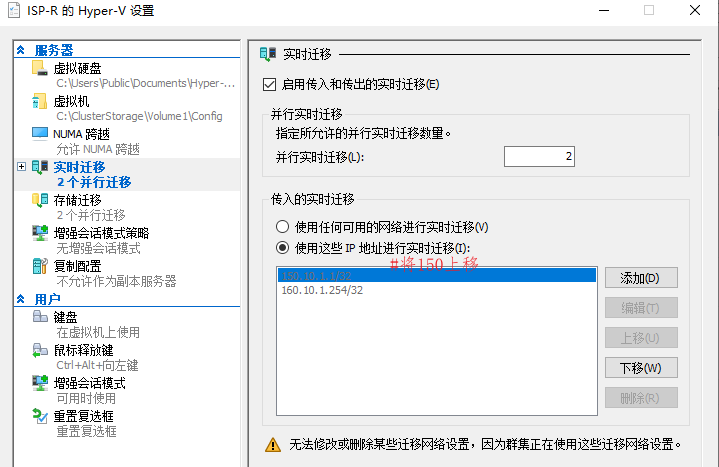 ISP-R 的 Hyper-V 设置
服务器
虚拟硬盘
C:\Users\Public\Documents\Hyper-...
虚拟机
C:\ClusterStorage\Volume1\Config
NUMA 跨越
允许 NUMA 跨越
实时迁移
2 个并行迁移
存储迁移
2 个并行迁移
增强会话模式策略
无增强会话模式
复制配置
不允许作为副本服务器
用户
键盘
在虚拟机上使用
鼠标释放键
Ctrl+Alt+向左键
增强会话模式
可用时使用
重置复选框
重置复选框
实时迁移
启用传入和传出的实时迁移(E)
并行实时迁移
指定所允许的并行实时迁移数量。
并行实时迁移(L): 2
传入的实时迁移
使用任何可用的网络进行实时迁移(V)
使用这些 IP 地址进行实时迁移(I):
#将150上移
150.10.1.1/32
160.10.1.254/32
添加(D)
编辑(T)
上移(U)
下移(W)
删除(R)
无法修改或删除某些迁移网络设置，因为群集正在使用这些迁移网络设置。